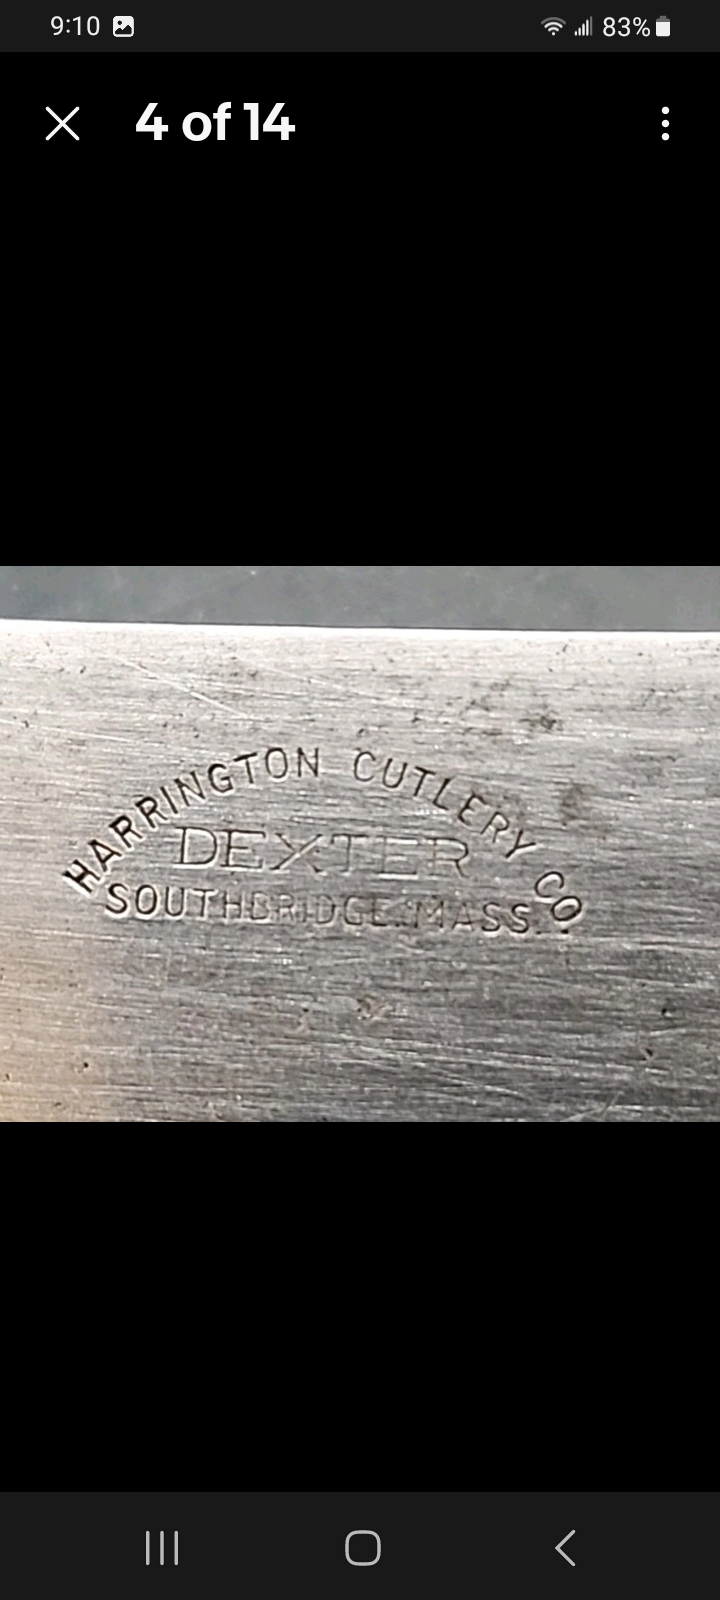 9:10 83%
4 of 14
HARRINGTON CUTLERY CO.
DEXTER
SOUTHBRIDGE. MASS.